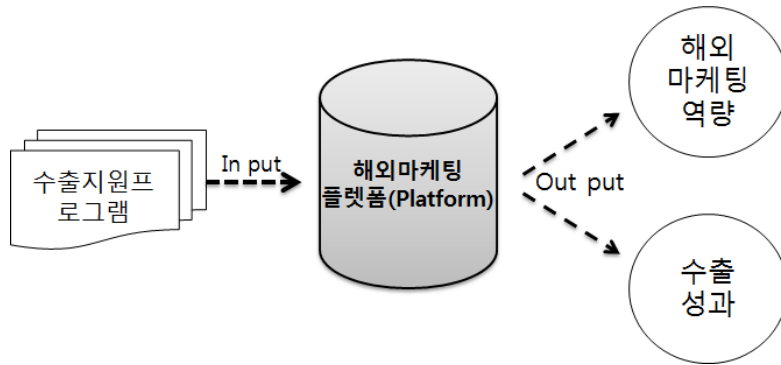 수출지원프
로그램
In put
해외마케팅
플렛폼(Platform)
Out put
해외
마케팅
역량
수출
성과